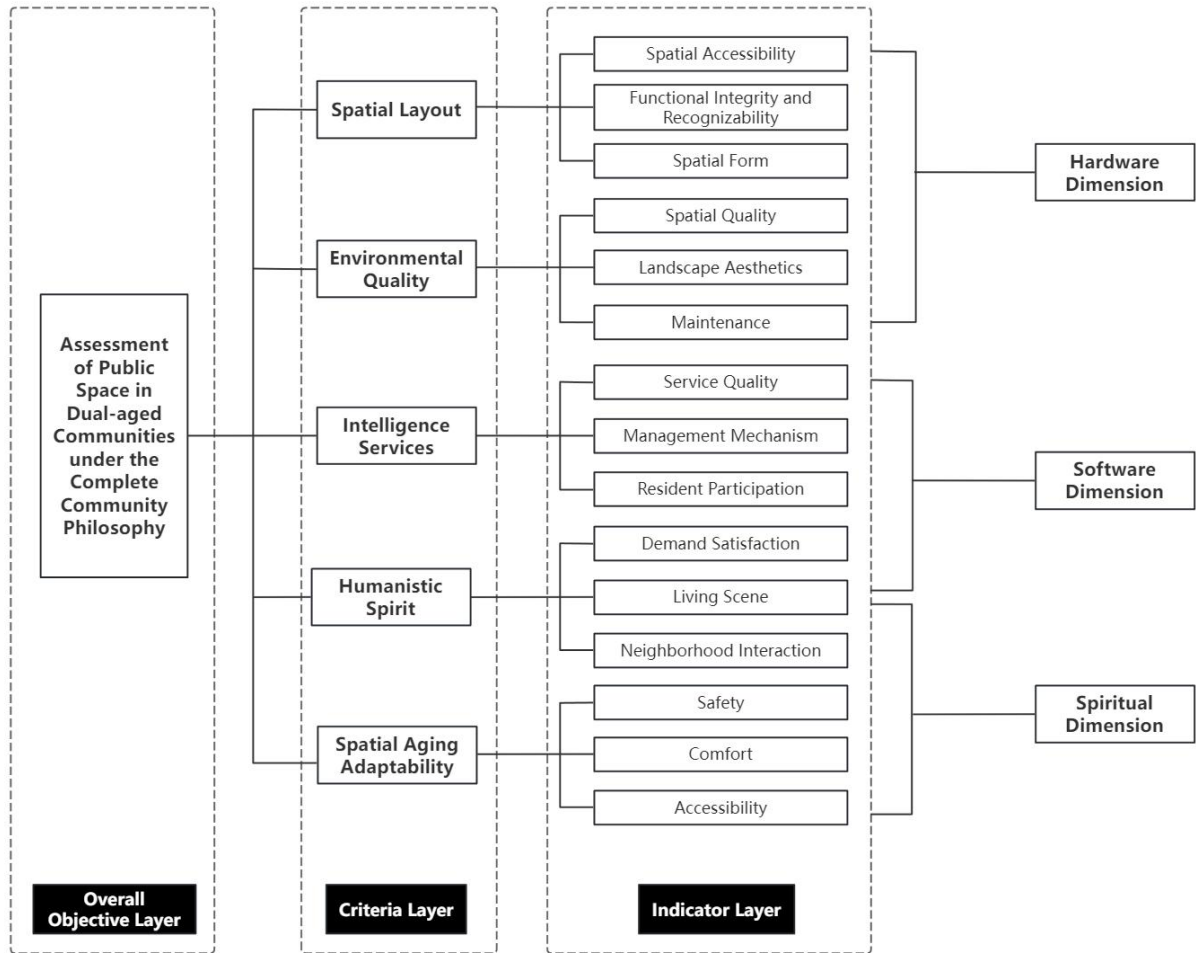 Assessment
of Public
Space in
Dual-aged
Communities
under the
Complete
Community
Philosophy
Overall
Objective Layer
Spatial Layout
Environmental
Quality
Intelligence
Services
Humanistic
Spirit
Spatial Aging
Adaptability
Criteria Layer
Spatial Accessibility
Functional Integrity and
Recognizability
Spatial Form
Spatial Quality
Landscape Aesthetics
Maintenance
Service Quality
Management Mechanism
Resident Participation
Demand Satisfaction
Living Scene
Neighborhood Interaction
Safety
Comfort
Accessibility
Indicator Layer
Hardware
Dimension
Software
Dimension
Spiritual
Dimension